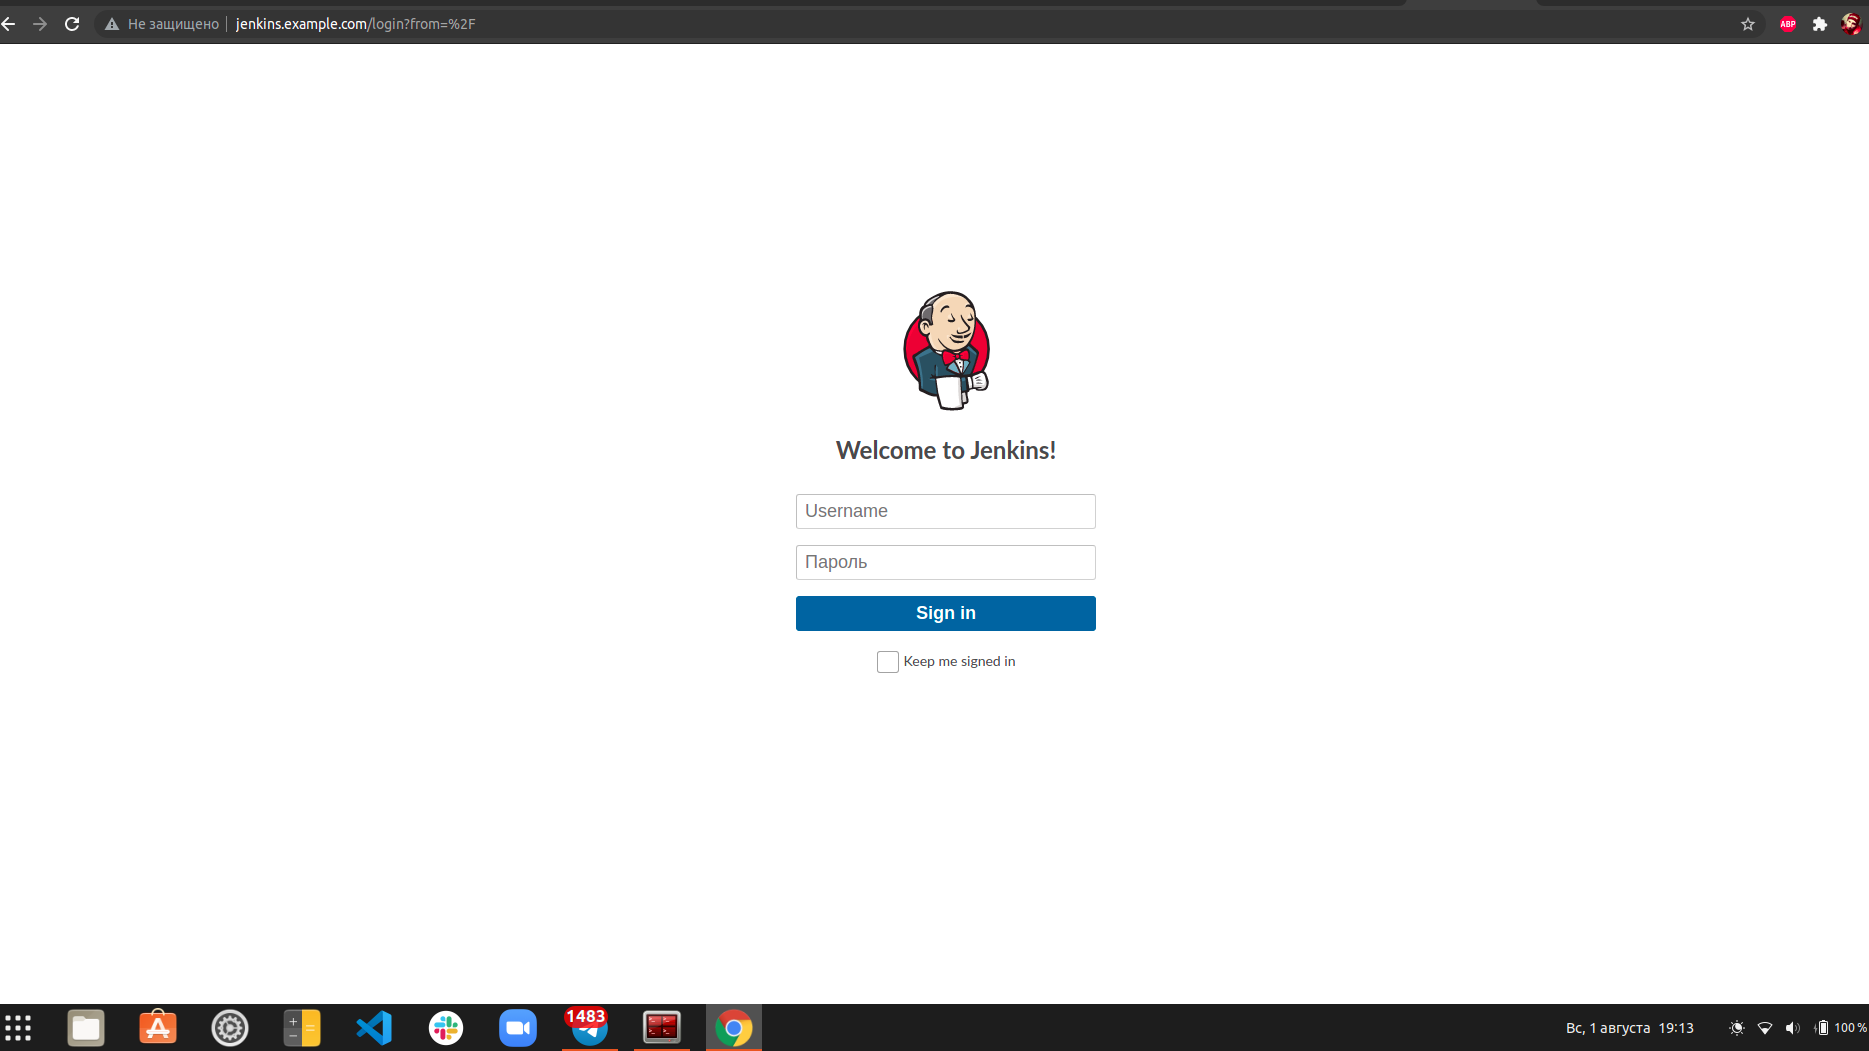 Не защищено jenkins.example.com/login?from=%2F
ABP
Welcome to Jenkins!
Username
Пароль
Sign in
Keep me signed in
1483
Вс, 1 августа 19:13
100 %